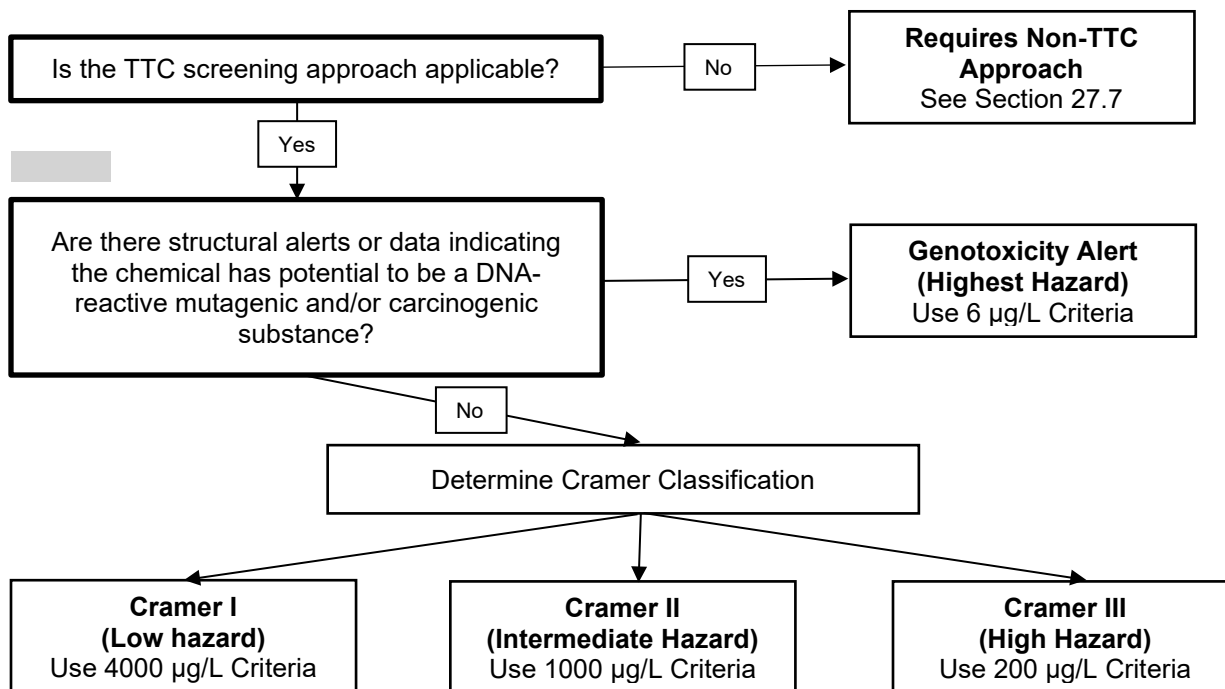 Is the TTC screening approach applicable?
No
Requires Non-TTC
Approach
See Section 27.7
Yes
Are there structural alerts or data indicating
the chemical has potential to be a DNA-
reactive mutagenic and/or carcinogenic
substance?
Yes
Genotoxicity Alert
(Highest Hazard)
Use 6 µg/L Criteria
No
Determine Cramer Classification
Cramer I
(Low hazard)
Use 4000 µg/L Criteria
Cramer II
(Intermediate Hazard)
Use 1000 µg/L Criteria
Cramer III
(High Hazard)
Use 200 µg/L Criteria